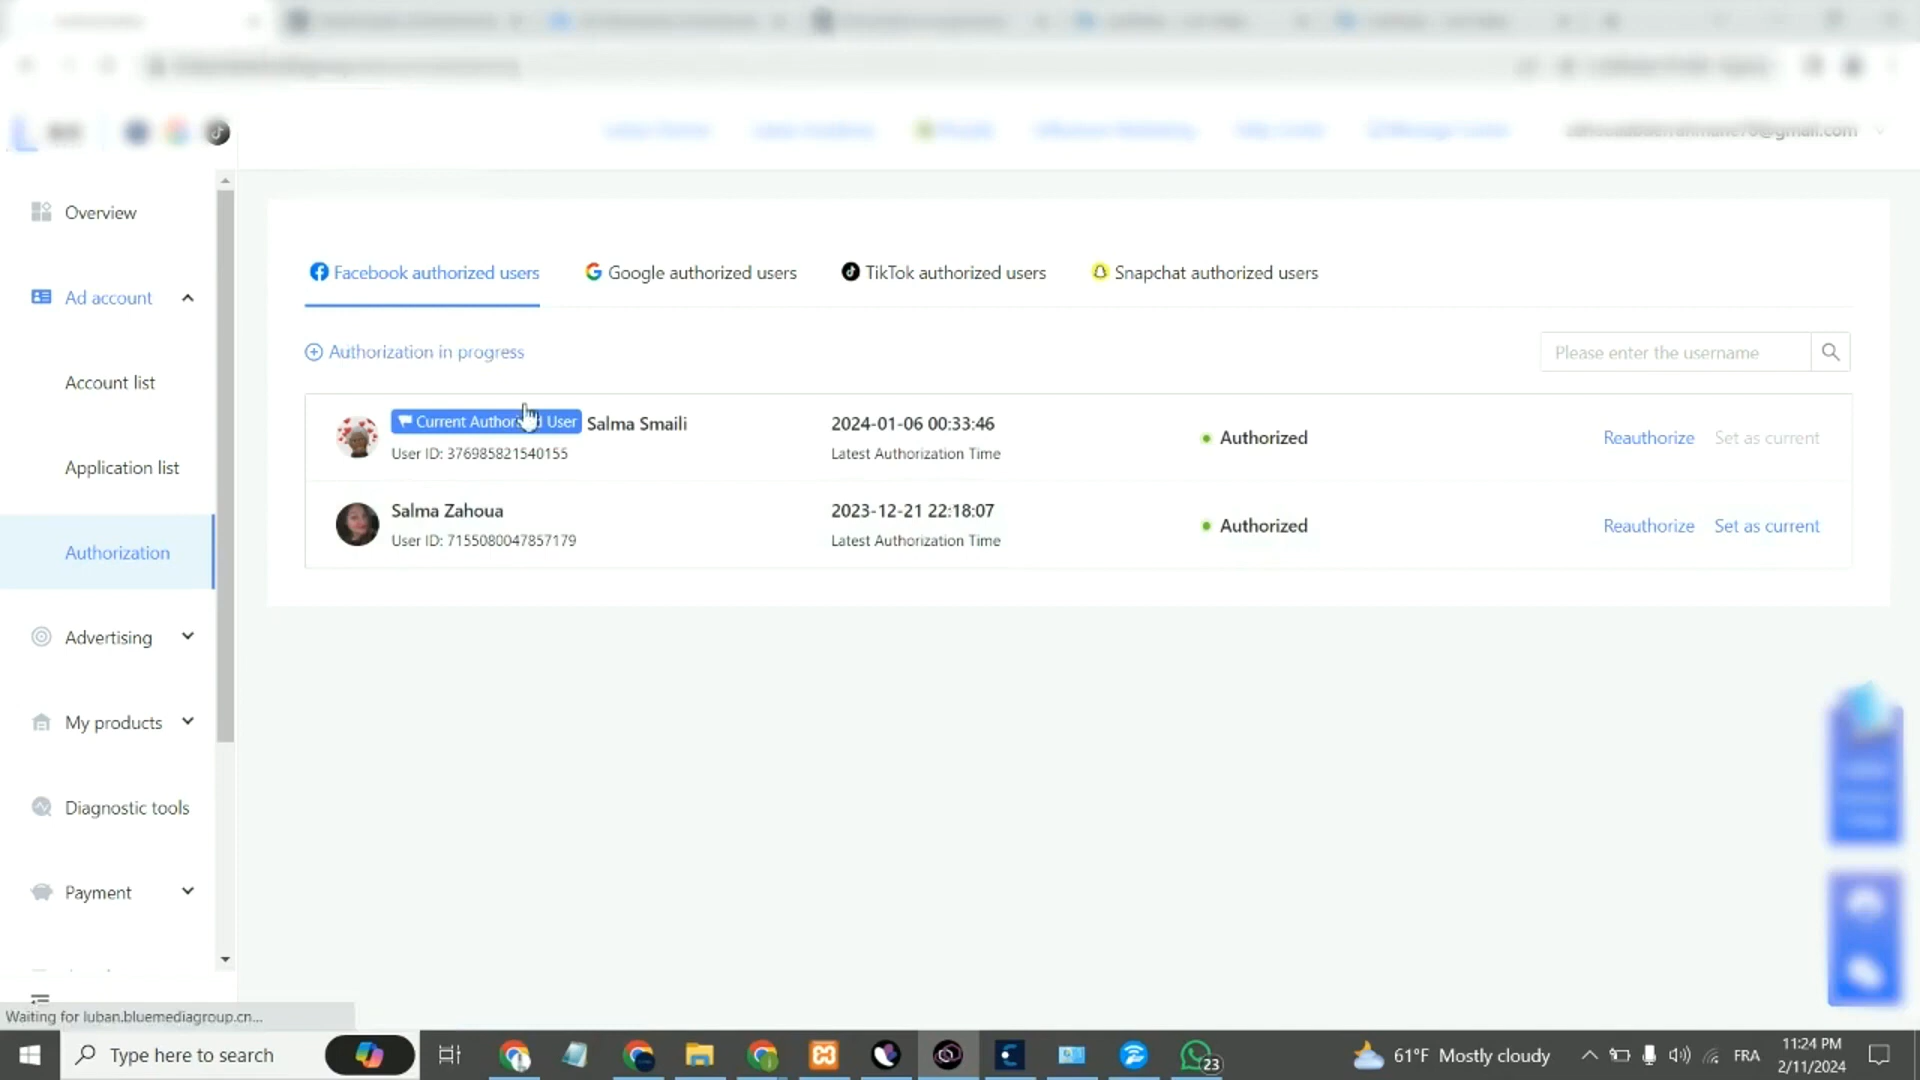 Overview
Ad account
Account list
Application list
Authorization
Advertising
My products
Diagnostic tools
Payment
Facebook authorized users
Google authorized users
TikTok authorized users
Snapchat authorized users
Authorization in progress
Please enter the username
Current Authorized User Salma Smaili
User ID: 376985821540155
2024-01-06 00:33:46
Latest Authorization Time
Authorized
Reauthorize
Set as current
Salma Zahoua
User ID: 7155080047857179
2023-12-21 22:18:07
Latest Authorization Time
Authorized
Reauthorize
Set as current
Waiting for luban.bluemediagroup.cn...
Type here to search
23
61°F Mostly cloudy
FRA
11:24 PM
2/11/2024